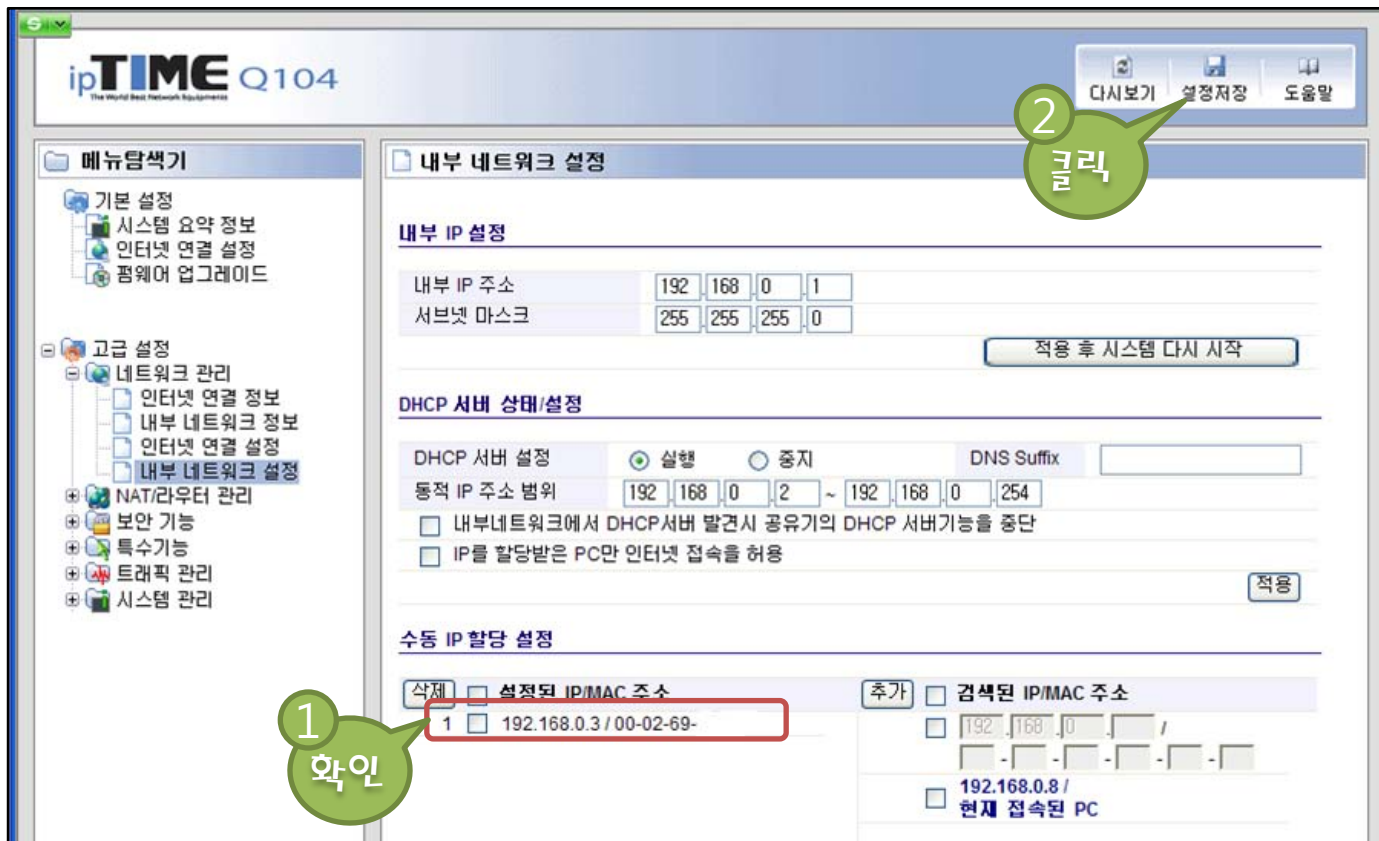 ipTIME Q104
The World Best Network Equipments
다시보기 설정저장 도움말
2
클릭
메뉴탐색기
기본 설정
시스템 요약 정보
인터넷 연결 설정
펌웨어 업그레이드
고급 설정
네트워크 관리
인터넷 연결 정보
내부 네트워크 정보
인터넷 연결 설정
내부 네트워크 설정
NAT/라우터 관리
보안 기능
특수기능
트래픽 관리
시스템 관리
내부 네트워크 설정
내부 IP 설정
내부 IP 주소 192 . 168 . 0 . 1
서브넷 마스크 255 . 255 . 255 . 0
적용 후 시스템 다시 시작
DHCP 서버 상태/설정
DHCP 서버 설정 실행 중지 DNS Suffix
동적 IP 주소 범위 192 . 168 . 0 . 2 ~ 192 . 168 . 0 . 254
내부네트워크에서 DHCP서버 발견시 공유기의 DHCP 서버기능을 중단
IP를 할당받은 PC만 인터넷 접속을 허용
적용
수동 IP 할당 설정
삭제 설정된 IP/MAC 주소
1 192.168.0.3 / 00-02-69-
1
확인
추가 검색된 IP/MAC 주소
192 . 168 . 0 . /
- - - - -
192.168.0.8 /
현재 접속된 PC